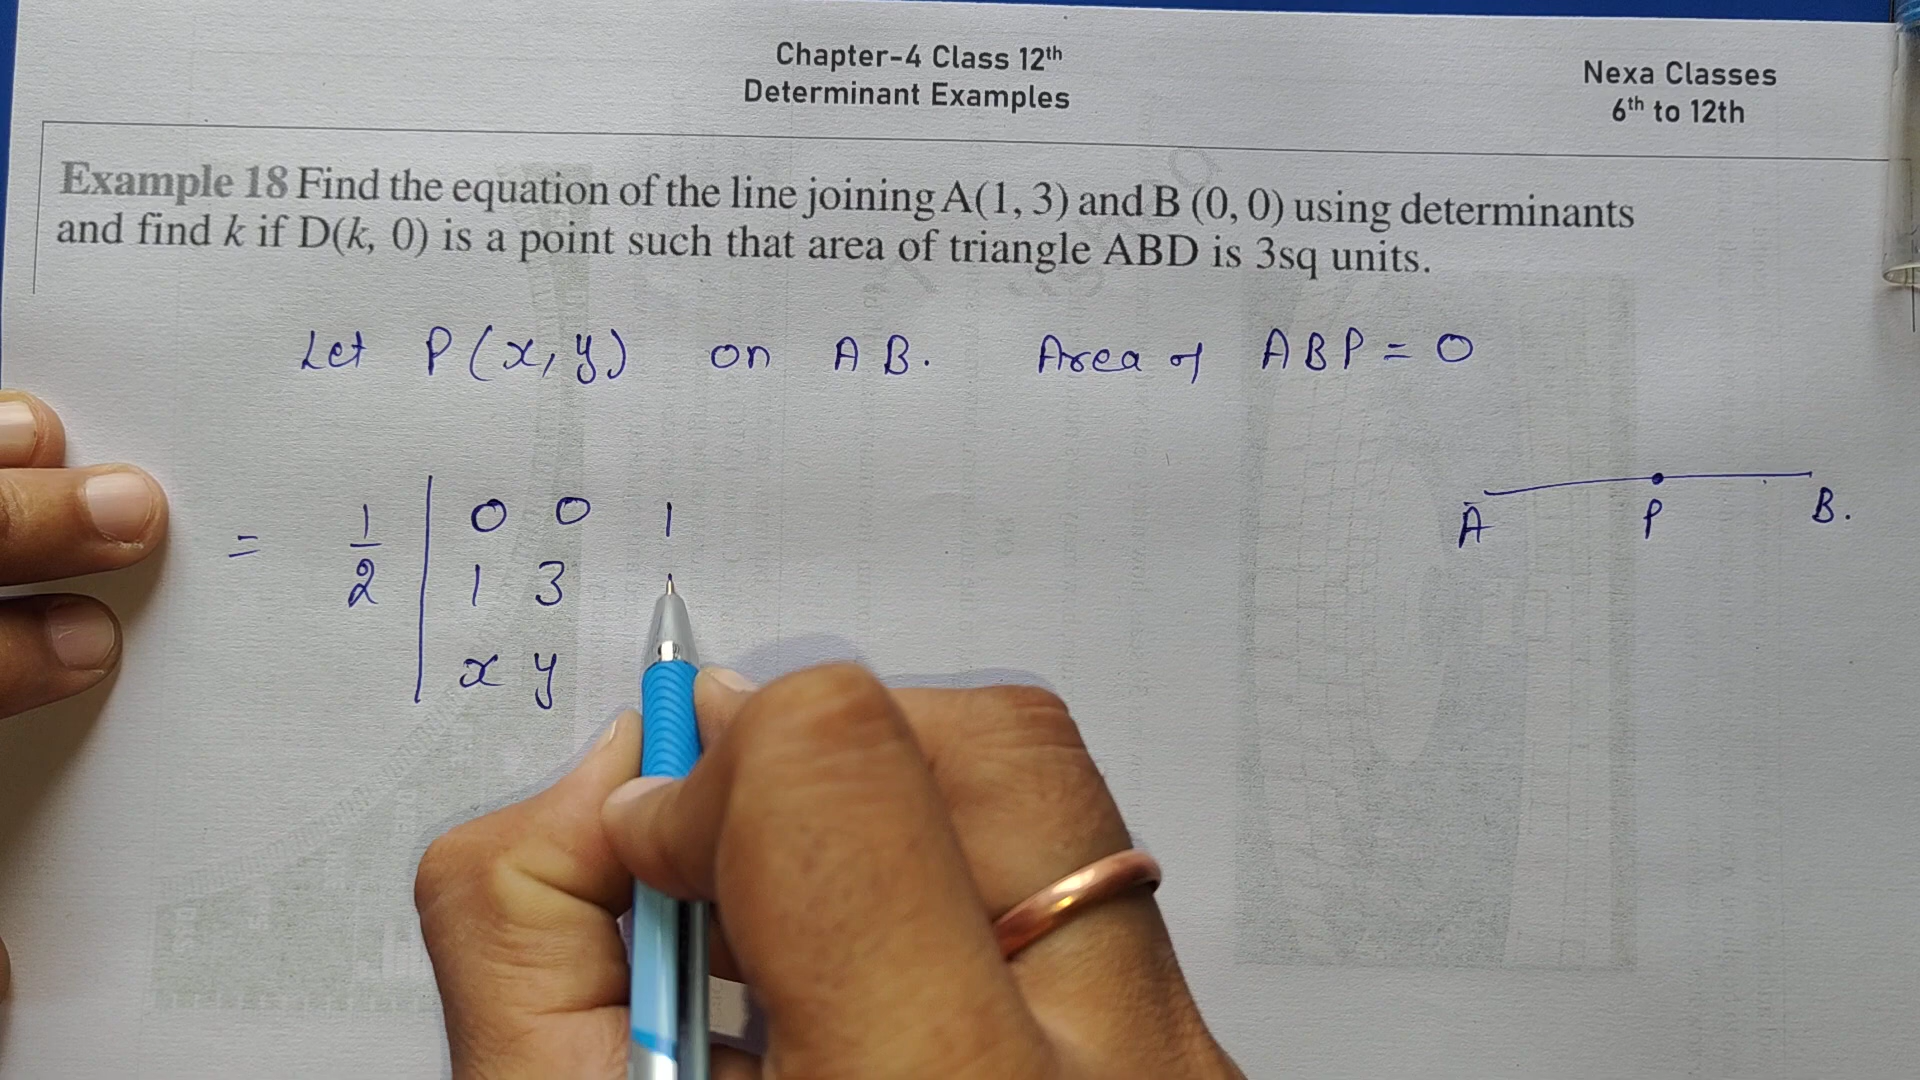 Chapter-4 Class 12th
Determinant Examples
Nexa Classes
6th to 12th
Example 18 Find the equation of the line joining A(1, 3) and B (0, 0) using determinants
and find k if D(k, 0) is a point such that area of triangle ABD is 3sq units.
Let P(x, y) on A B. Area of ABP = 0
= 1/2 | 0 0 1
1 3 1
x y
A P B.